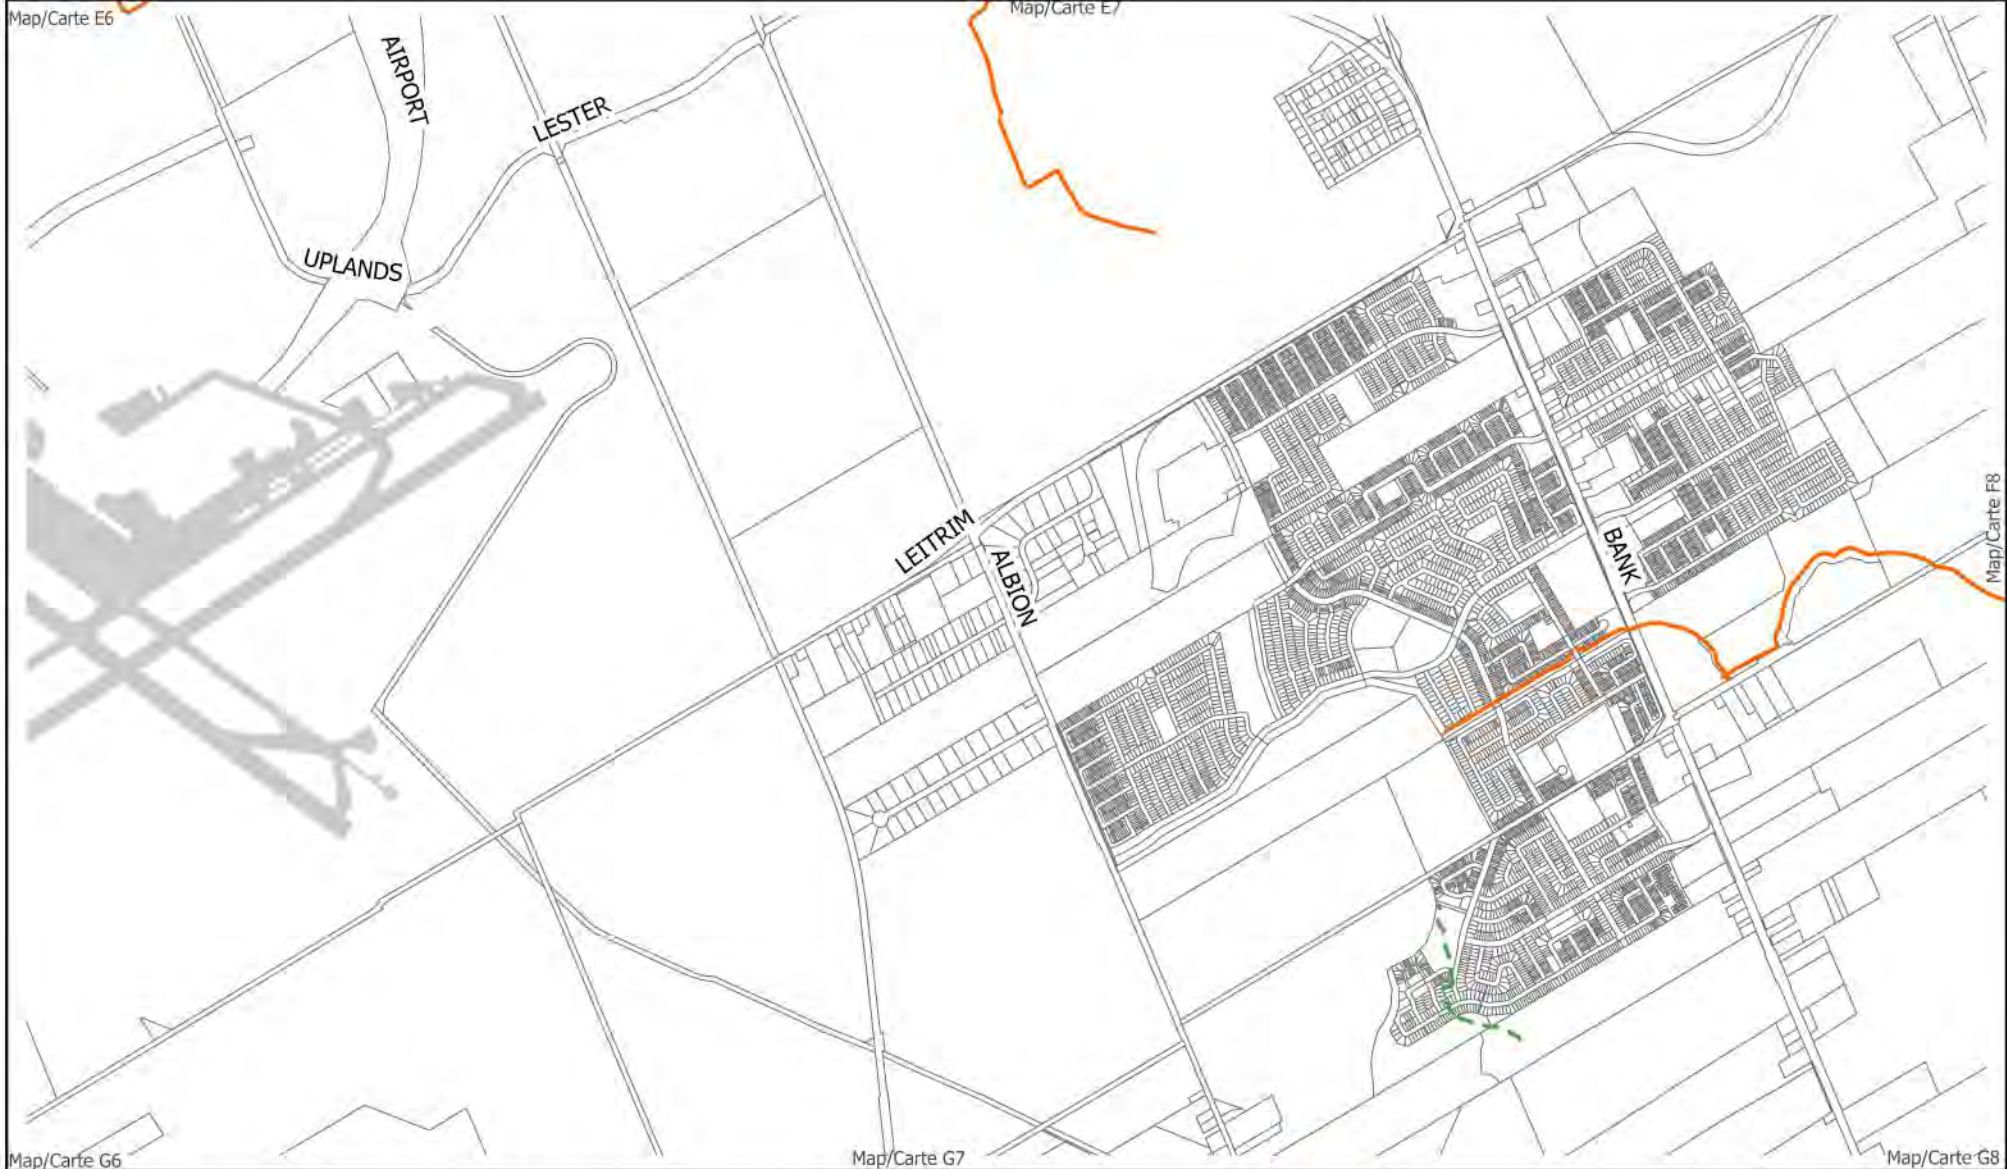 Map/Carte E6
Map/Carte E7
AIRPORT
LESTER
UPLANDS
Map/Carte F8
LEITRIM
ALBION
BANK
Map/Carte G6
Map/Carte G7
Map/Carte G8